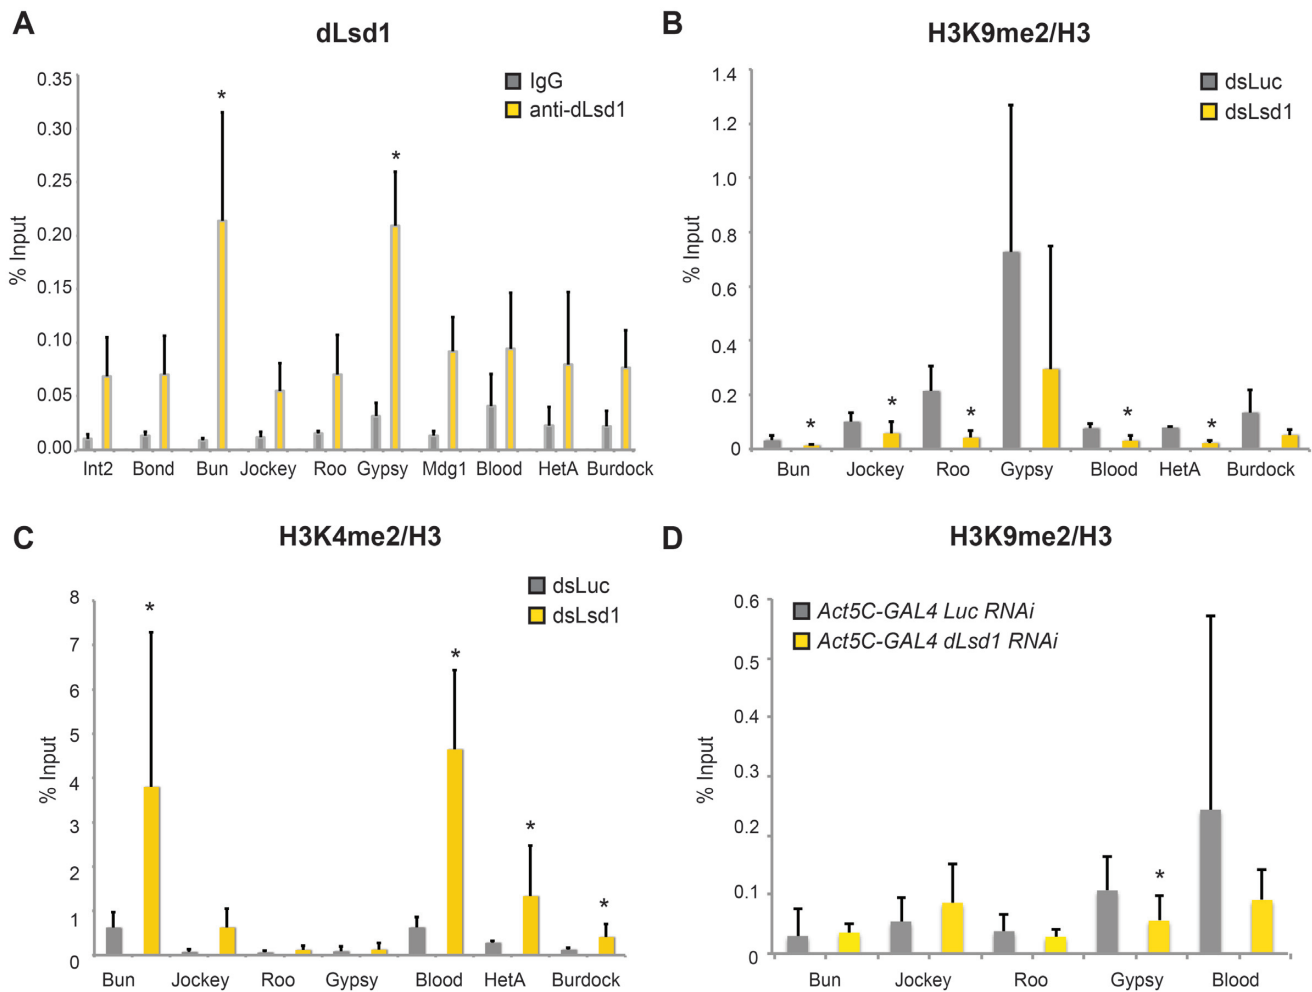 A
dLsd1
IgG
anti-dLsd1
% Input
0.35
0.30
0.25
0.20
0.15
0.10
0.05
0.00
*
*
Int2 Bond Bun Jockey Roo Gypsy Mdg1 Blood HetA Burdock
B
H3K9me2/H3
dsLuc
dsLsd1
% Input
1.4
1.2
1.0
0.8
0.6
0.4
0.2
0
* * * * *
Bun Jockey Roo Gypsy Blood HetA Burdock
C
H3K4me2/H3
dsLuc
dsLsd1
% Input
8
7
6
5
4
3
2
1
0
*
*
*
*
Bun Jockey Roo Gypsy Blood HetA Burdock
D
H3K9me2/H3
Act5C-GAL4 Luc RNAi
Act5C-GAL4 dLsd1 RNAi
% Input
0.6
0.5
0.4
0.3
0.2
0.1
0
*
Bun Jockey Roo Gypsy Blood